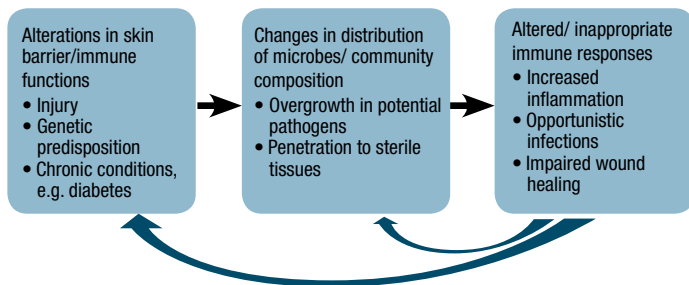 Alterations in skin
barrier/immune
functions
• Injury
• Genetic
predisposition
• Chronic conditions,
e.g. diabetes
Changes in distribution
of microbes/ community
composition
• Overgrowth in potential
pathogens
• Penetration to sterile
tissues
Altered/ inappropriate
immune responses
• Increased
inflammation
• Opportunistic
infections
• Impaired wound
healing